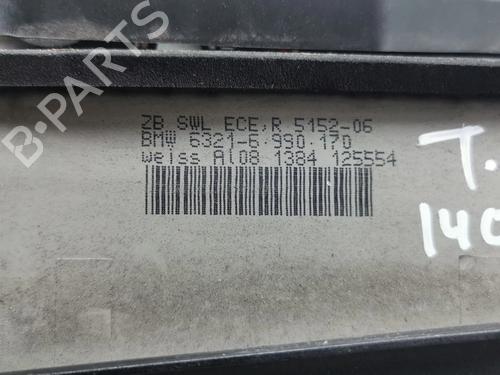 ZB SWL ECE,R 5152-06
BMW 6321-6.990.170
weiss Al08 1384 125554
T.
140
B-PARTS